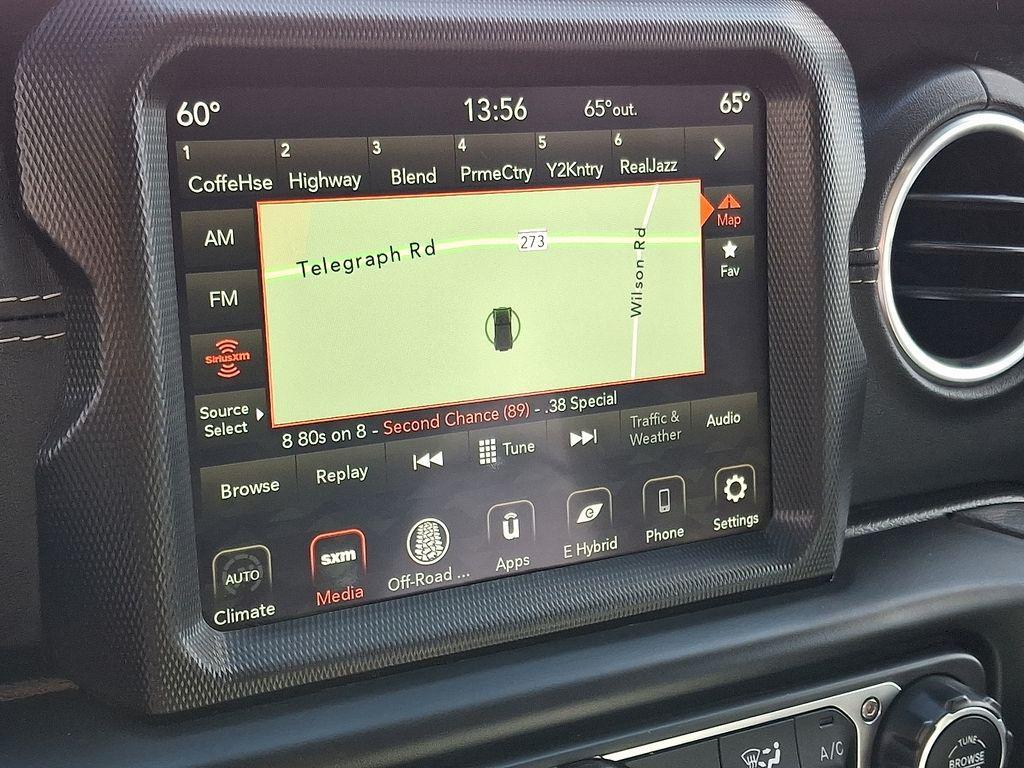 60° 13:56 65°out. 65°
1 CoffeHse 2 Highway 3 Blend 4 PrmeCtry 5 Y2Kntry 6 RealJazz
AM
FM
SiriusXM
Source
Select
Telegraph Rd
273
Wilson Rd
Map
Fav
8 80s on 8 - Second Chance (89) - .38 Special
Browse
Replay
Tune
Traffic &
Weather
Audio
AUTO
Climate
sxm
Media
Off-Road ...
u
Apps
e
E Hybrid
Phone
Settings
A/C
TUNE
BROWSE